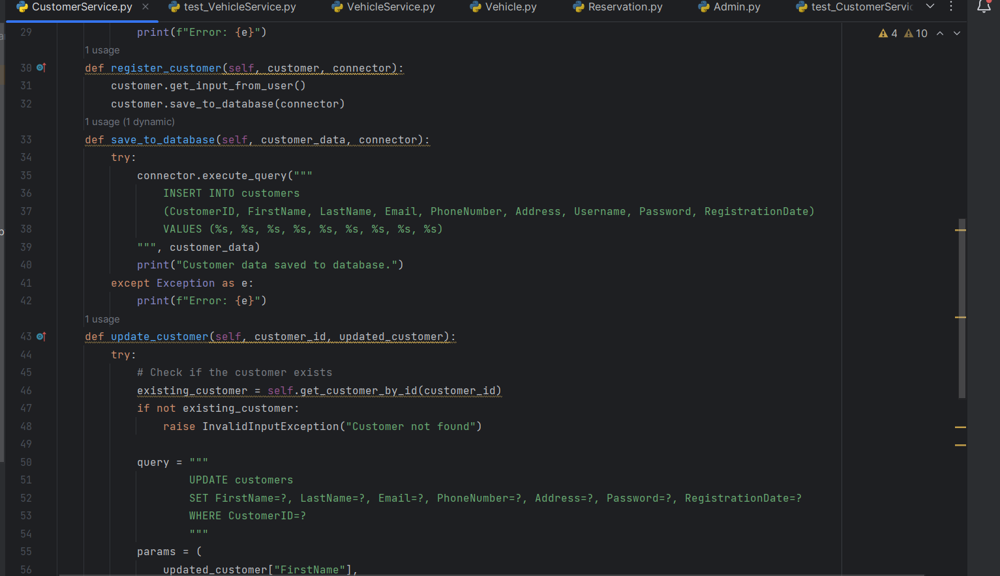 CustomerService.py test_VehicleService.py VehicleService.py Vehicle.py Reservation.py Admin.py test_CustomerServic
4 10
29 print(f"Error: {e}")
1 usage
30 def register_customer(self, customer, connector):
31 customer.get_input_from_user()
32 customer.save_to_database(connector)
1 usage (1 dynamic)
33 def save_to_database(self, customer_data, connector):
34 try:
35 connector.execute_query("""
36 INSERT INTO customers
37 (CustomerID, FirstName, LastName, Email, PhoneNumber, Address, Username, Password, RegistrationDate)
38 VALUES (%s, %s, %s, %s, %s, %s, %s, %s, %s)
39 """, customer_data)
40 print("Customer data saved to database.")
41 except Exception as e:
42 print(f"Error: {e}")
1 usage
43 def update_customer(self, customer_id, updated_customer):
44 try:
45 # Check if the customer exists
46 existing_customer = self.get_customer_by_id(customer_id)
47 if not existing_customer:
48 raise InvalidInputException("Customer not found")
49
50 query = """
51 UPDATE customers
52 SET FirstName=?, LastName=?, Email=?, PhoneNumber=?, Address=?, Password=?, RegistrationDate=?
53 WHERE CustomerID=?
54 """
55 params = (
56 updated_customer["FirstName"],